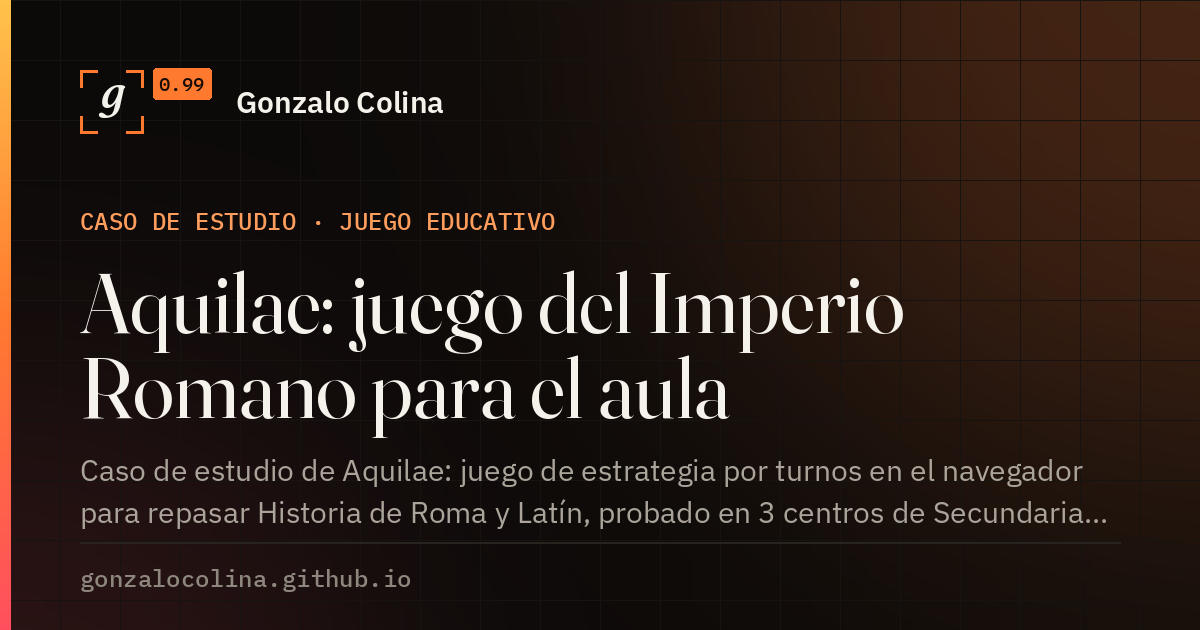 g
0.99
Gonzalo Colina
CASO DE ESTUDIO · JUEGO EDUCATIVO
Aquilae: juego del Imperio
Romano para el aula
Caso de estudio de Aquilae: juego de estrategia por turnos en el navegador
para repasar Historia de Roma y Latín, probado en 3 centros de Secundaria…
gonzalocolina.github.io